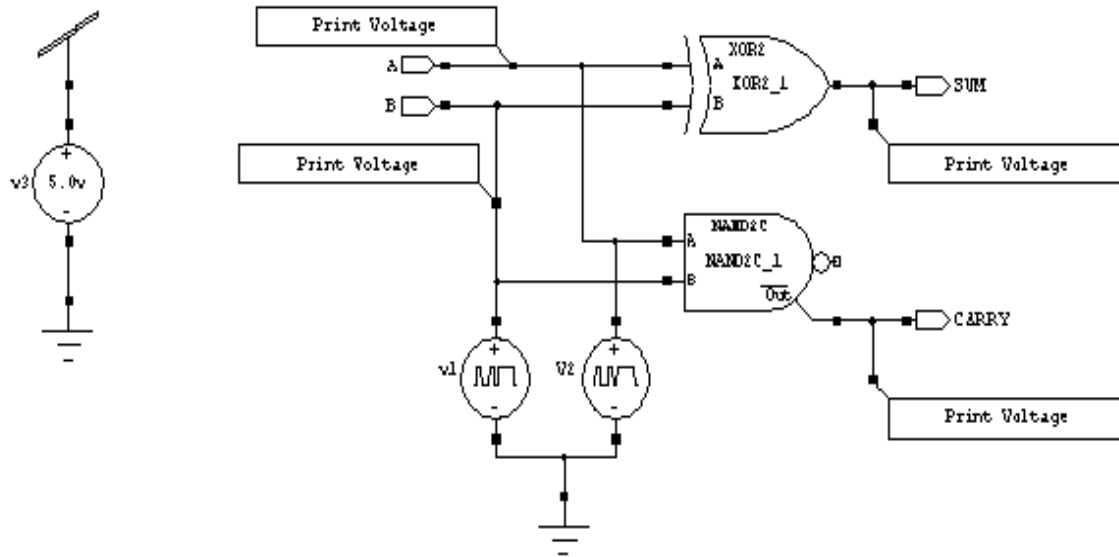 Print Voltage
A
B
XOR2
A
XOR2_1
B
SUM
Print Voltage
Print Voltage
v3
+
5.0v
-
NAND2C
A
NAND2C_1
B
Out
CARRY
Print Voltage
v1
+
-
V2
+
-